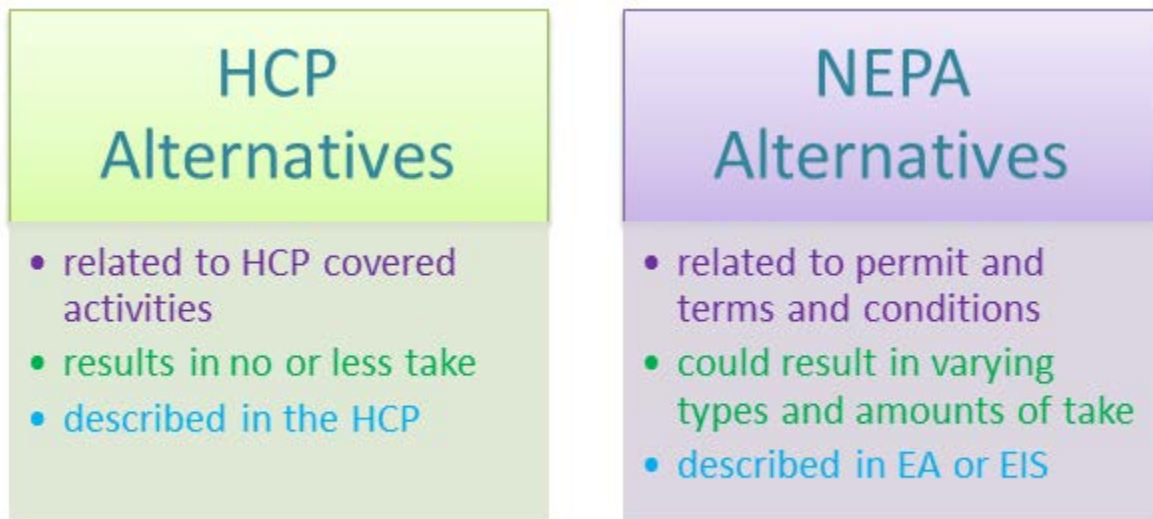 HCP
Alternatives
• related to HCP covered
activities
• results in no or less take
• described in the HCP
NEPA
Alternatives
• related to permit and
terms and conditions
• could result in varying
types and amounts of take
• described in EA or EIS